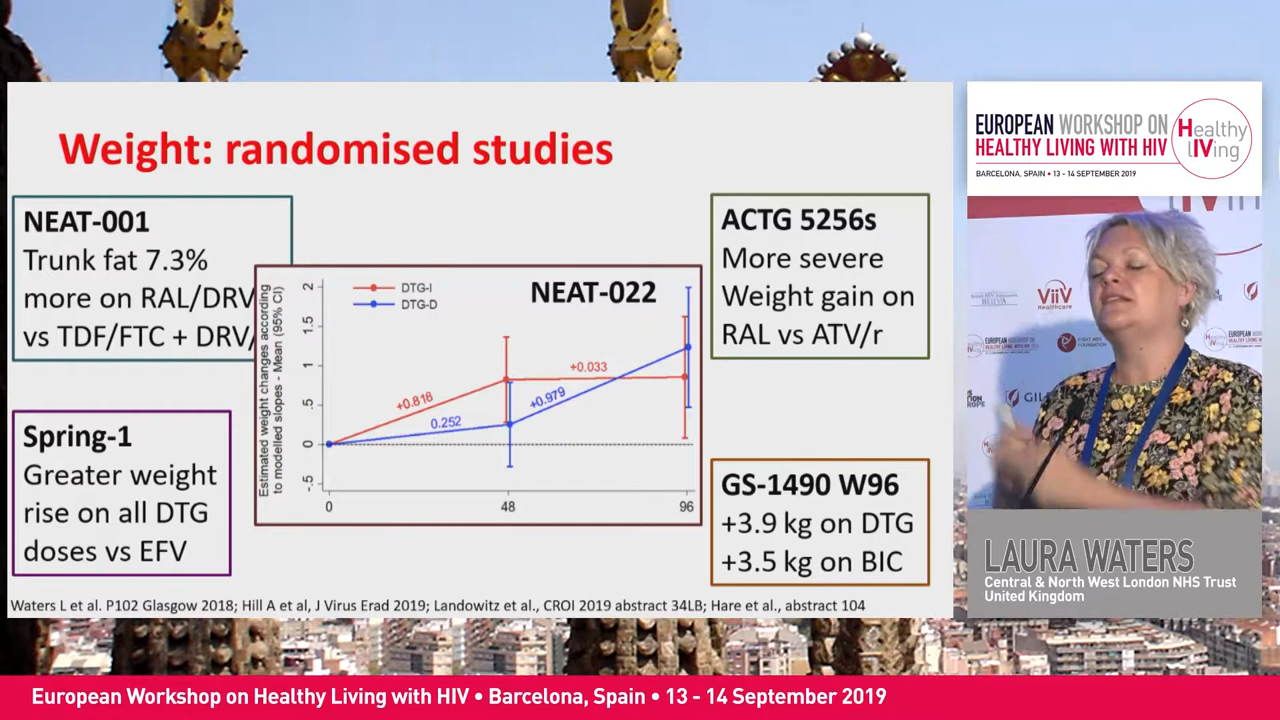 Weight: randomised studies
NEAT-001
Trunk fat 7.3%
more on RAL/DRV
vs TDF/FTC + DRV/
Spring-1
Greater weight
rise on all DTG
doses vs EFV
NEAT-022
DTG-I
DTG-D
Estimated weight changes according
to modelled slopes - Mean (95% CI)
2
1.5
1
.5
0
-.5
+0.818
0.252
+0.033
+0.979
0
48
96
ACTG 5256s
More severe
Weight gain on
RAL vs ATV/r
GS-1490 W96
+3.9 kg on DTG
+3.5 kg on BIC
Waters L et al. P102 Glasgow 2018; Hill A et al, J Virus Erad 2019; Landowitz et al., CROI 2019 abstract 34LB; Hare et al., abstract 104
EUROPEAN WORKSHOP ON
HEALTHY LIVING WITH HIV
Healthy
lIVing
BARCELONA, SPAIN • 13 - 14 SEPTEMBER 2019
ViiV
Healthcare
LAURA WATERS
Central & North West London NHS Trust
United Kingdom
European Workshop on Healthy Living with HIV • Barcelona, Spain • 13 - 14 September 2019